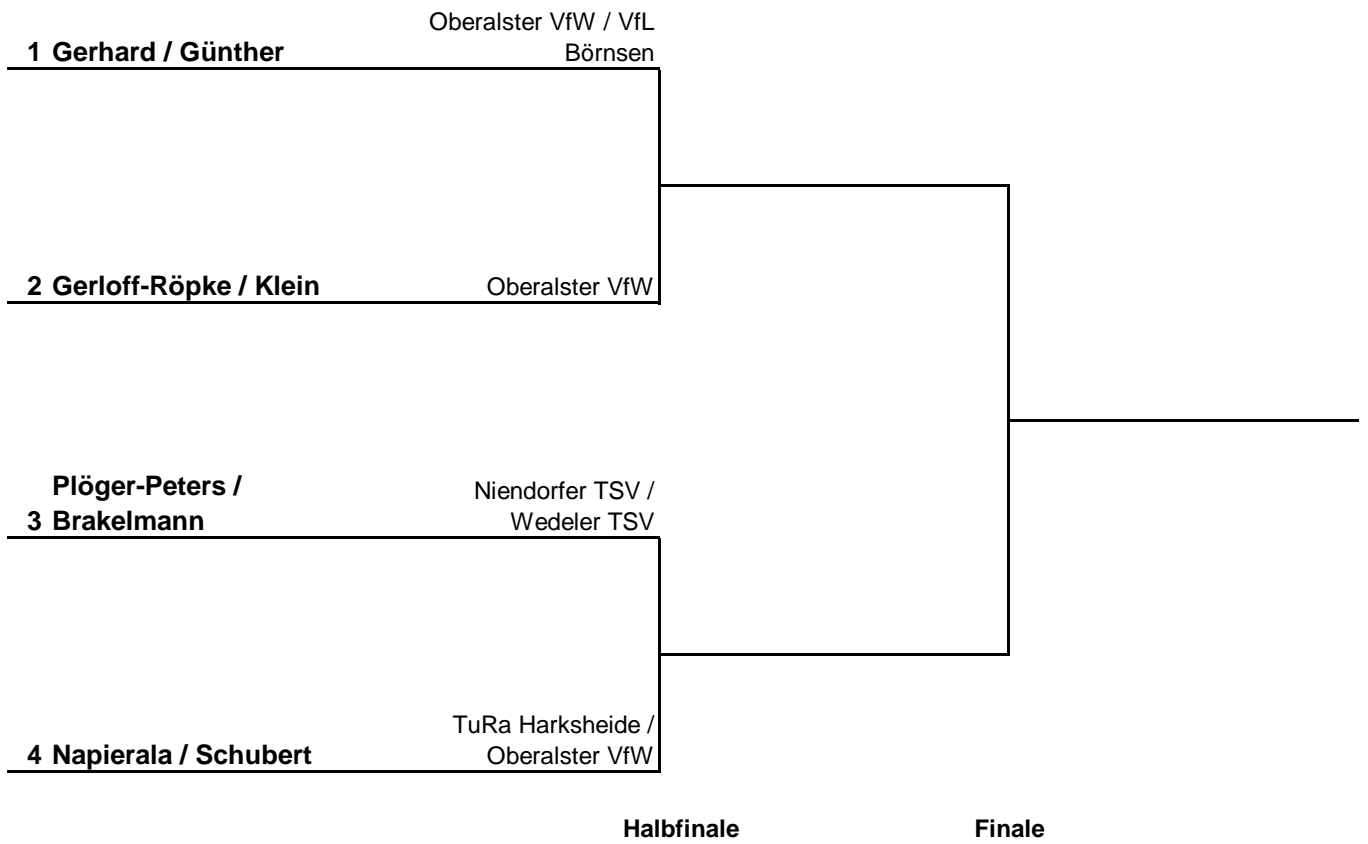 Oberalster VfW / VfL
1 Gerhard / Günther Börnsen
2 Gerloff-Röpke / Klein Oberalster VfW
Plöger-Peters / Niendorfer TSV /
3 Brakelmann Wedeler TSV
TuRa Harksheide /
4 Napierala / Schubert Oberalster VfW
Halbfinale Finale